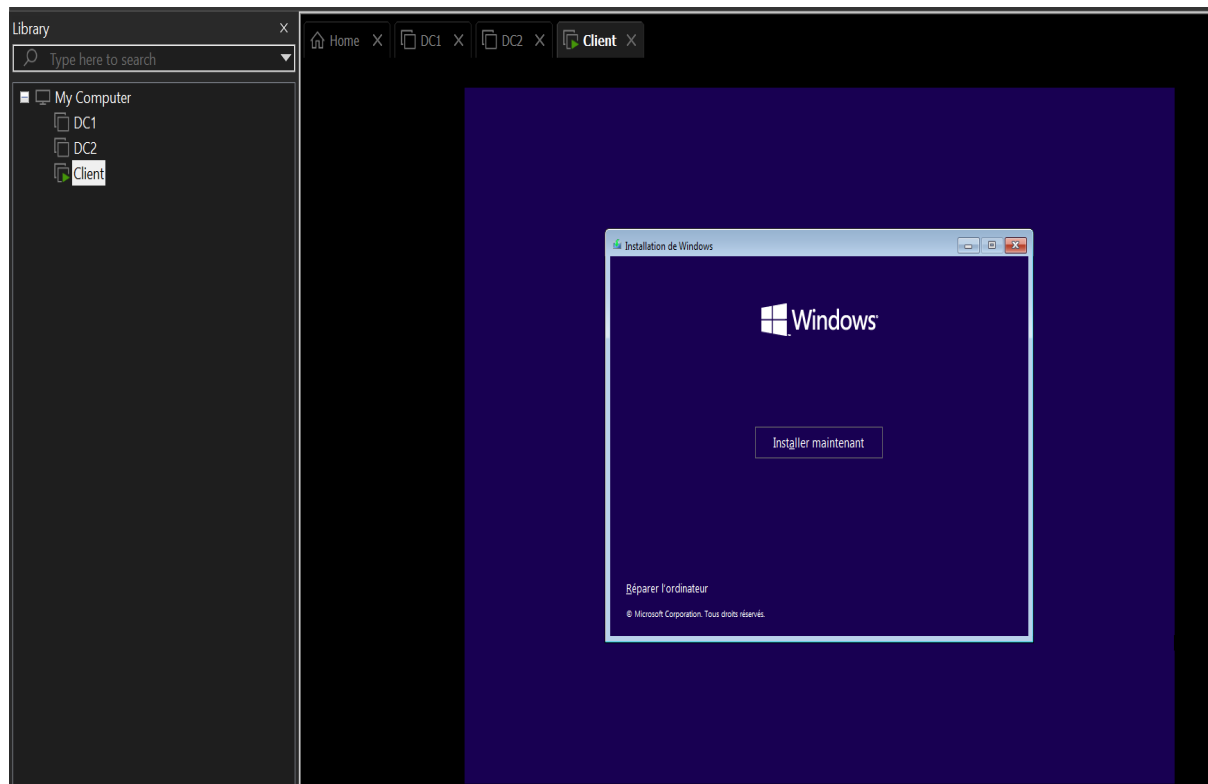 Library
Type here to search
My Computer
DC1
DC2
Client
Home
DC1
DC2
Client
Installation de Windows
Windows
Installer maintenant
Réparer l'ordinateur
© Microsoft Corporation. Tous droits réservés.